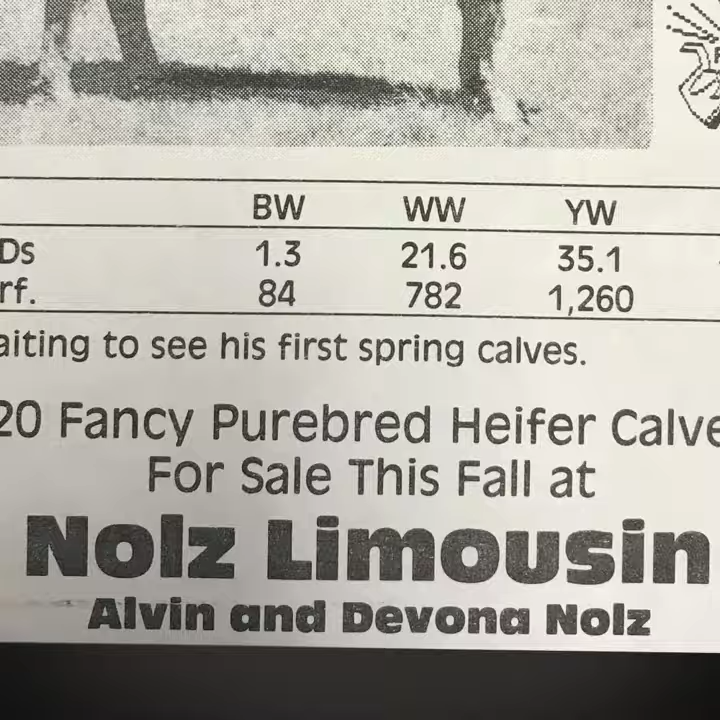 BW WW YW
Ds 1.3 21.6 35.1
rf. 84 782 1,260
aiting to see his first spring calves.
20 Fancy Purebred Heifer Calve
For Sale This Fall at
Nolz Limousin
Alvin and Devona Nolz